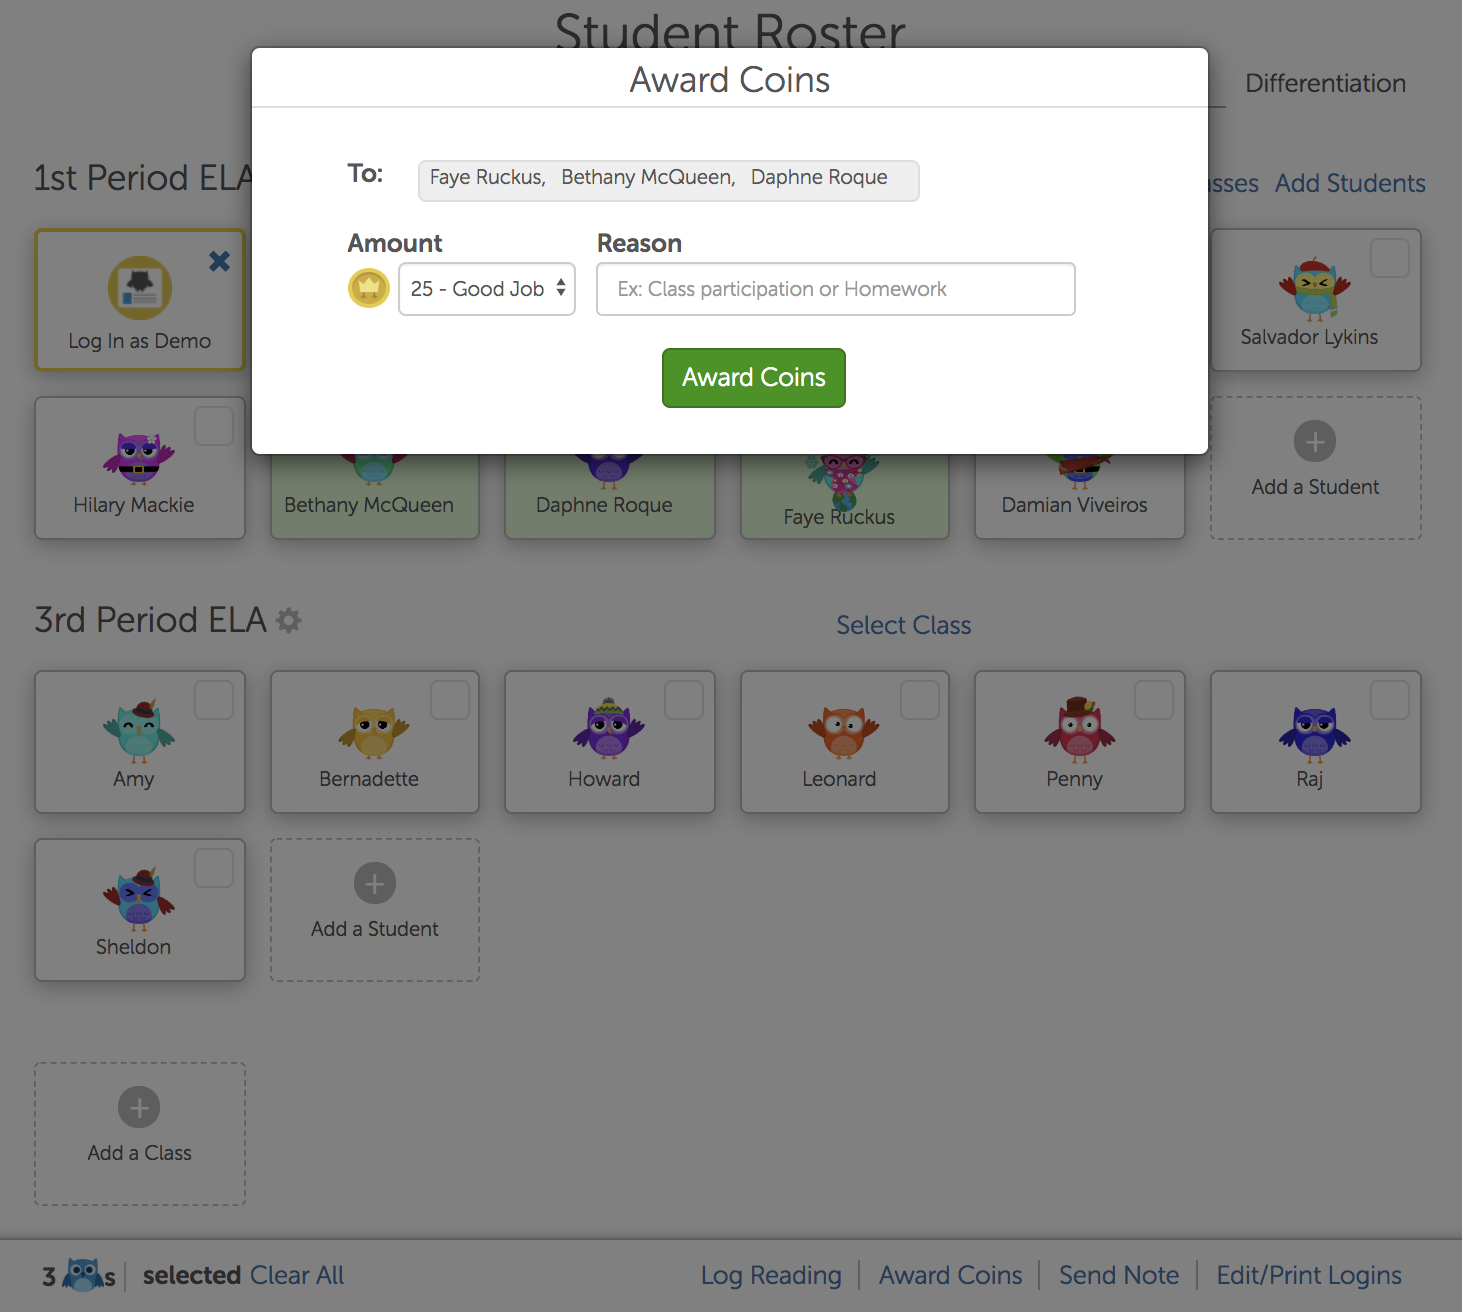 Student Roster
Award Coins
Differentiation
To: Faye Ruckus, Bethany McQueen, Daphne Roque
1st Period ELA
Add Students
Amount Reason
25 - Good Job Ex: Class participation or Homework
Log In as Demo
Salvador Lykins
Award Coins
Hilary Mackie
Bethany McQueen
Daphne Roque
Faye Ruckus
Damian Viveiros
Add a Student
3rd Period ELA
Select Class
Amy
Bernadette
Howard
Leonard
Penny
Raj
Sheldon
Add a Student
Add a Class
3 s selected Clear All
Log Reading Award Coins Send Note Edit/Print Logins